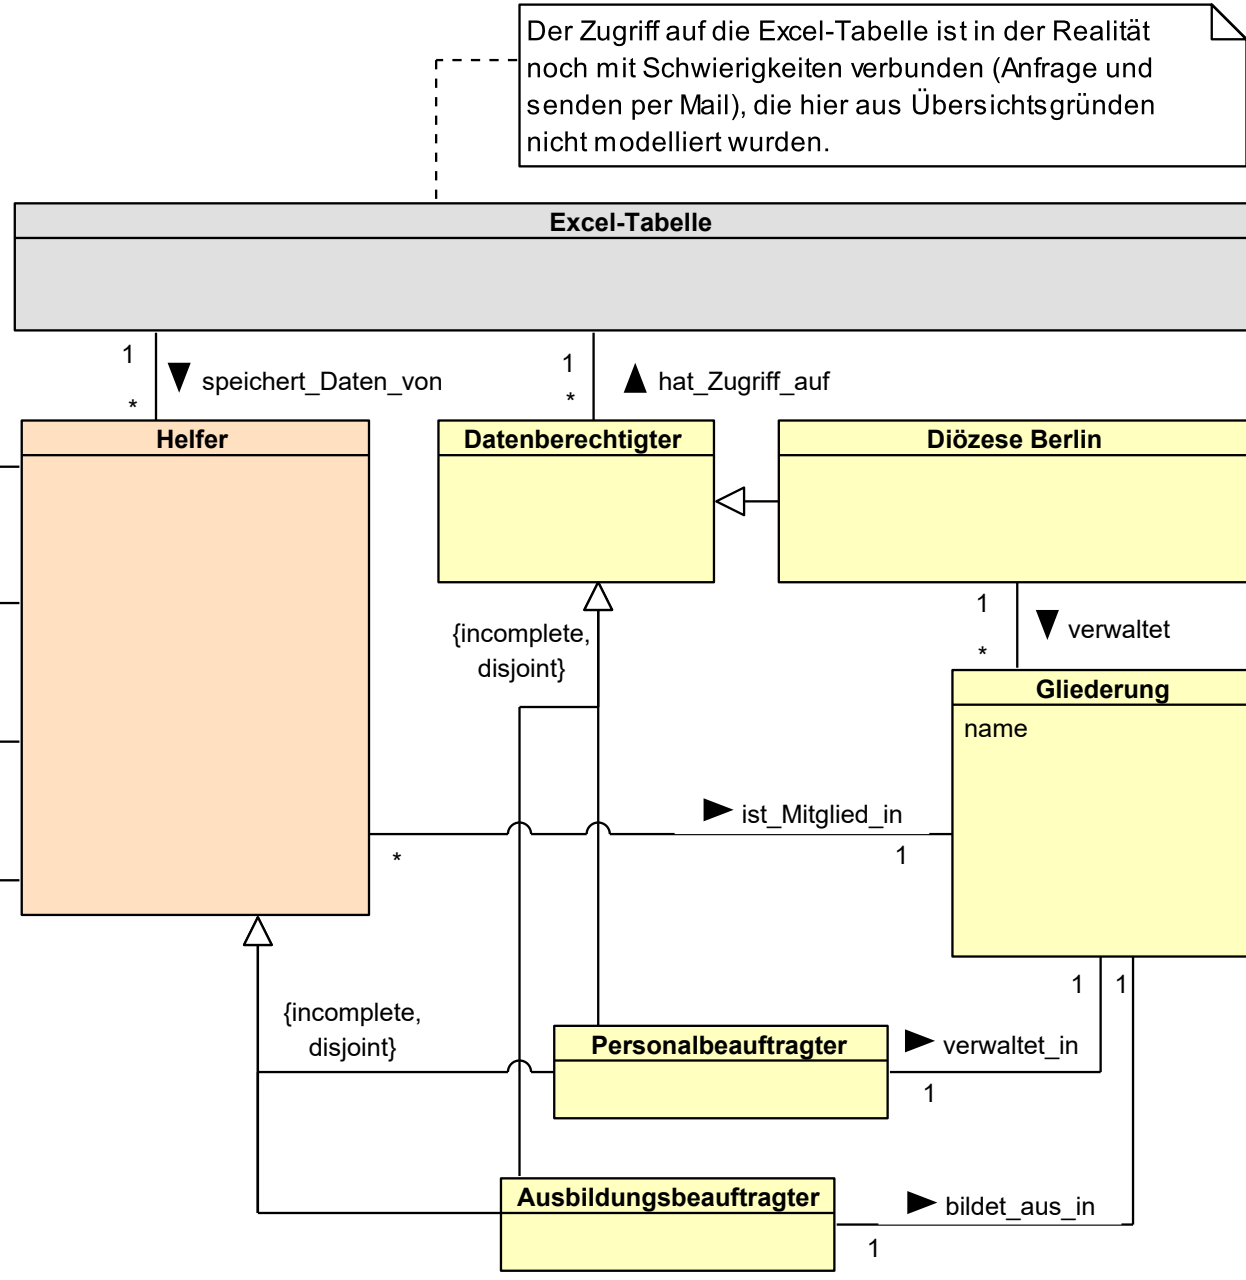 Der Zugriff auf die Excel-Tabelle ist in der Realität
noch mit Schwierigkeiten verbunden (Anfrage und
senden per Mail), die hier aus Übersichtsgründen
nicht modelliert wurden.
Excel-Tabelle
1
speichert_Daten_von
*
1
hat_Zugriff_auf
*
Helfer
Datenberechtigter
Diözese Berlin
1
verwaltet
*
{incomplete,
disjoint}
Gliederung
name
ist_Mitglied_in
*
1
{incomplete,
disjoint}
1
1
Personalbeauftragter
verwaltet_in
1
Ausbildungsbeauftragter
bildet_aus_in
1